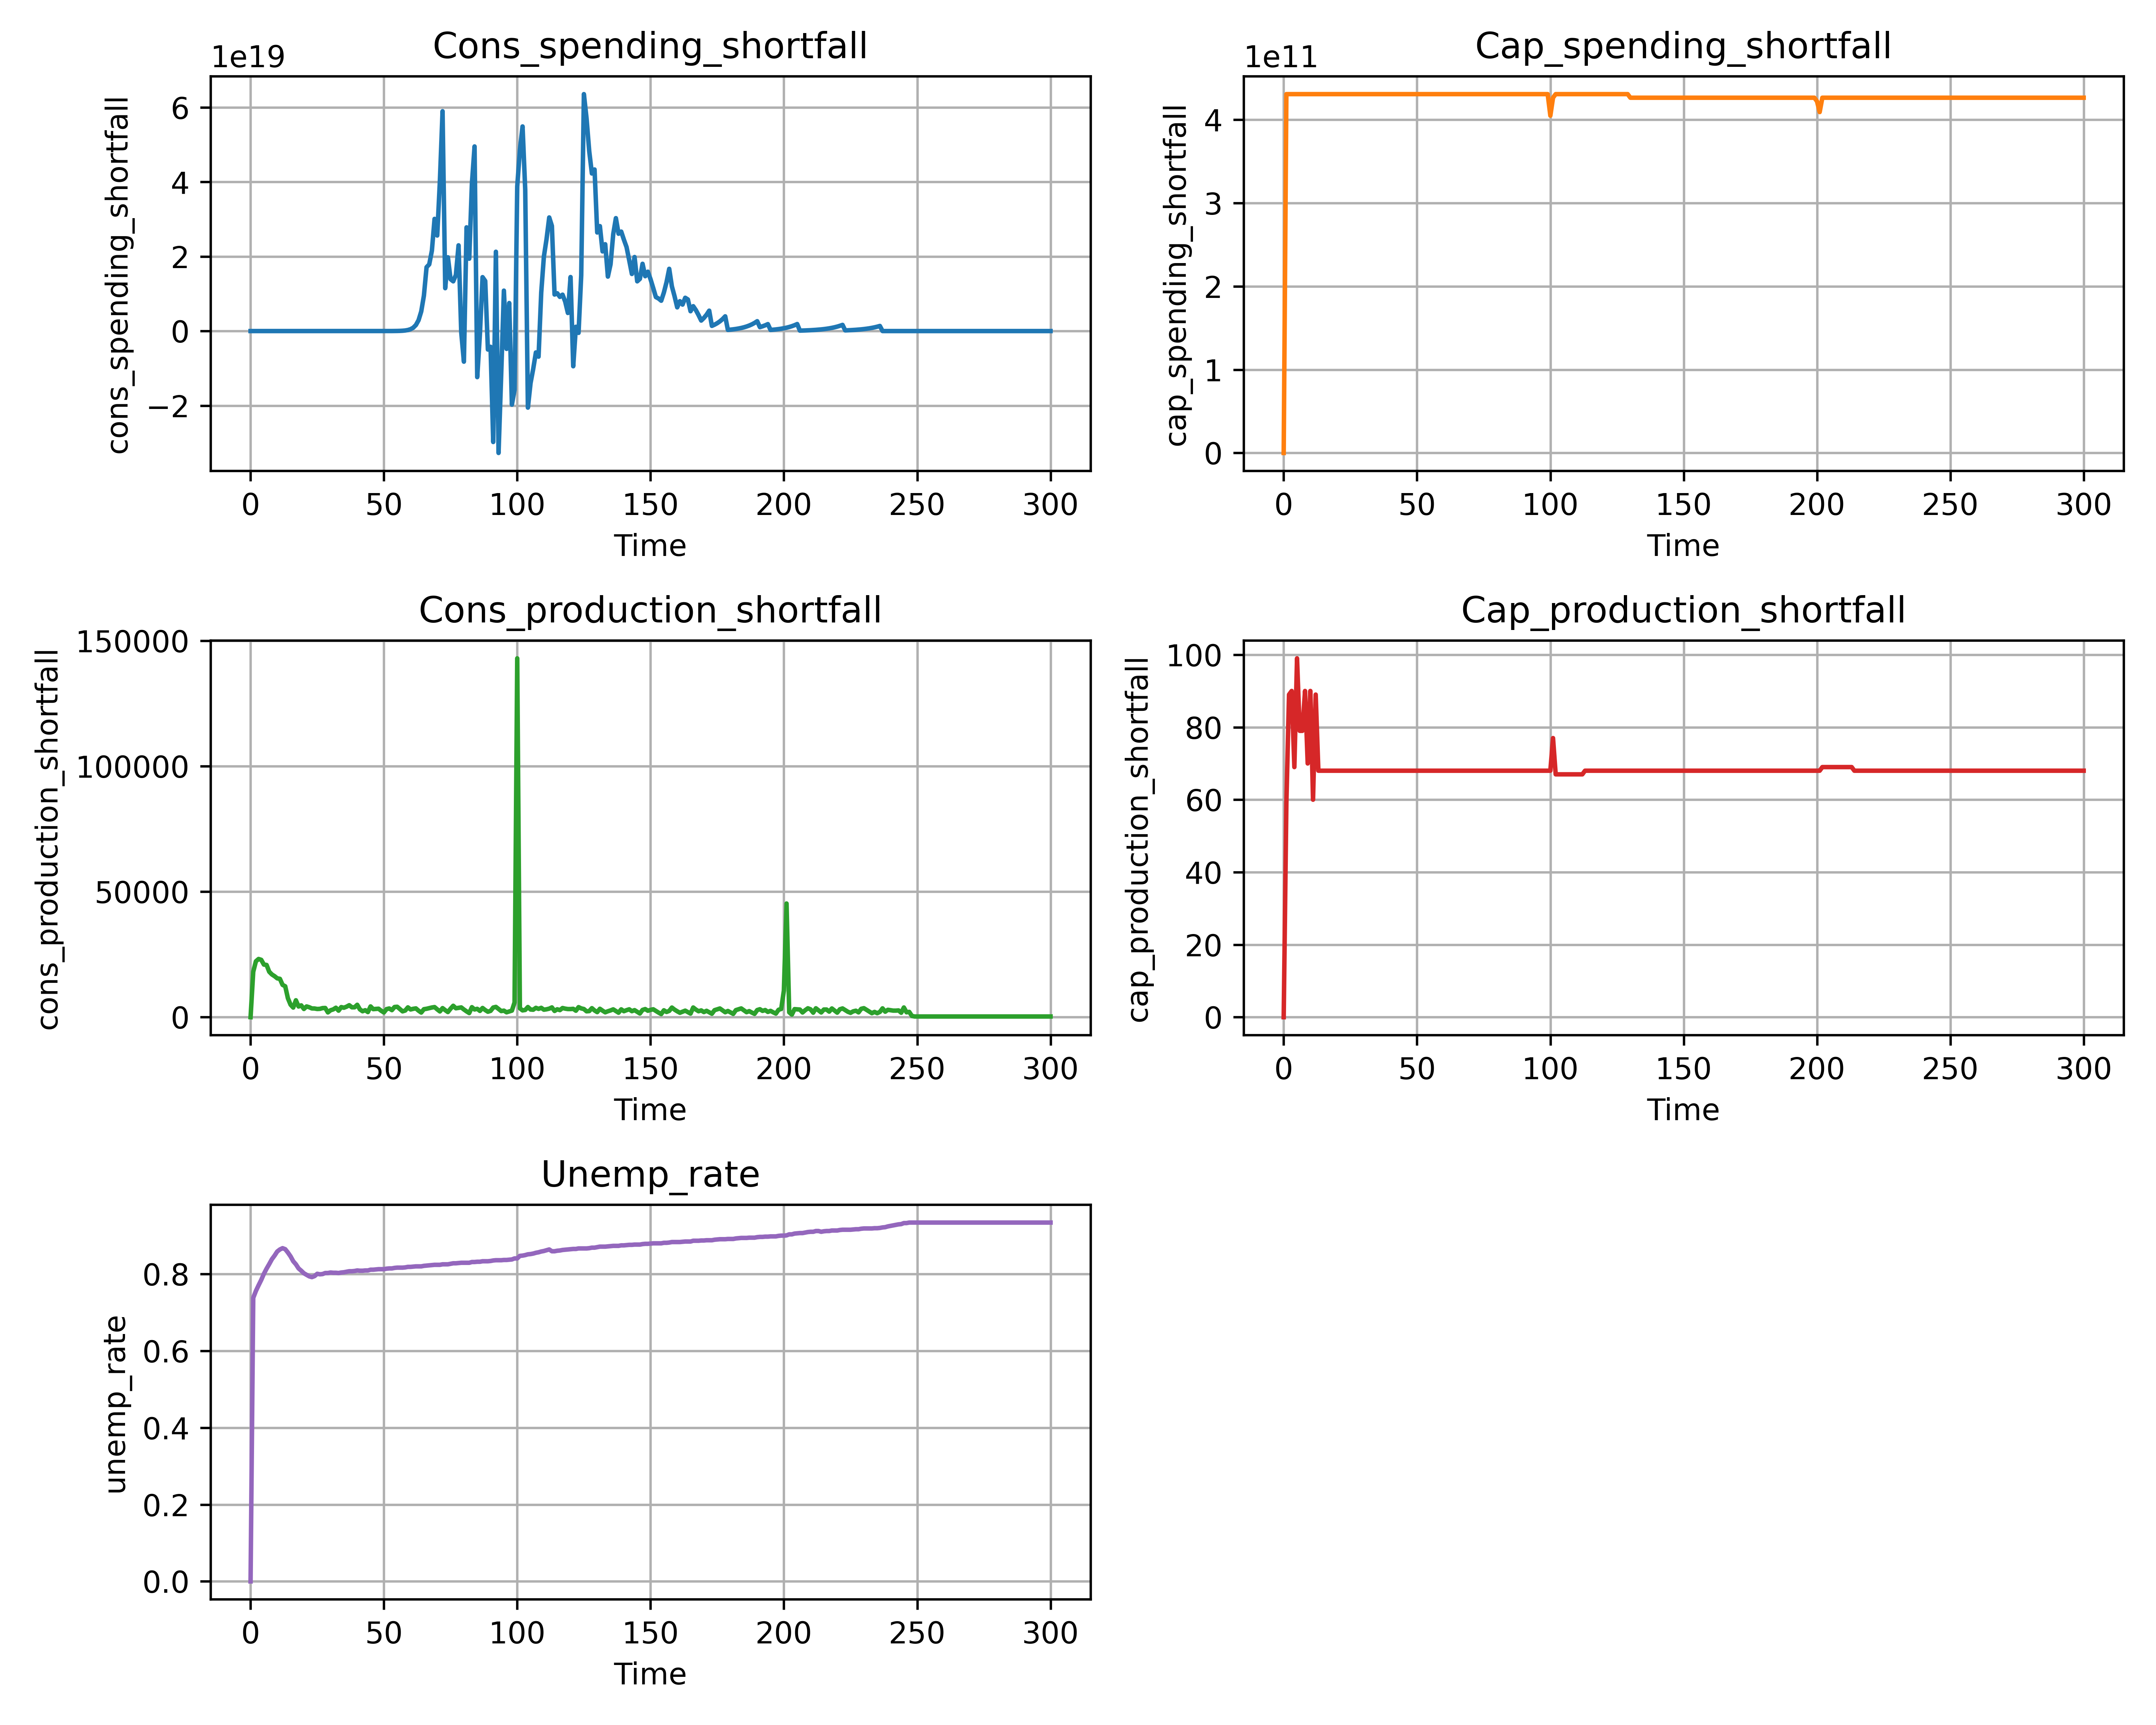 Cons_spending_shortfall
1e19
cons_spending_shortfall
6
4
2
0
−2
0 50 100 150 200 250 300
Time
Cap_spending_shortfall
1e11
cap_spending_shortfall
4
3
2
1
0
0 50 100 150 200 250 300
Time
Cons_production_shortfall
cons_production_shortfall
150000
100000
50000
0
0 50 100 150 200 250 300
Time
Cap_production_shortfall
cap_production_shortfall
100
80
60
40
20
0
0 50 100 150 200 250 300
Time
Unemp_rate
unemp_rate
0.8
0.6
0.4
0.2
0.0
0 50 100 150 200 250 300
Time